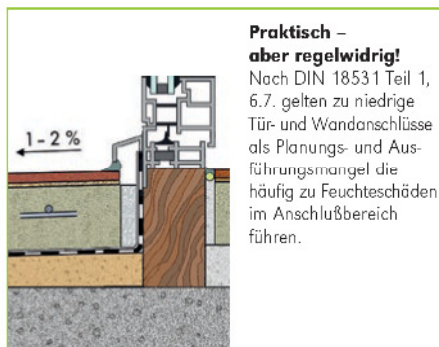 Praktisch –
aber regelwidrig!
Nach DIN 18531 Teil 1,
6.7. gelten zu niedrige
Tür- und Wandanschlüsse
als Planungs- und Aus-
führungsmangel die
häufig zu Feuchteschäden
im Anschlußbereich
führen.
1-2 %